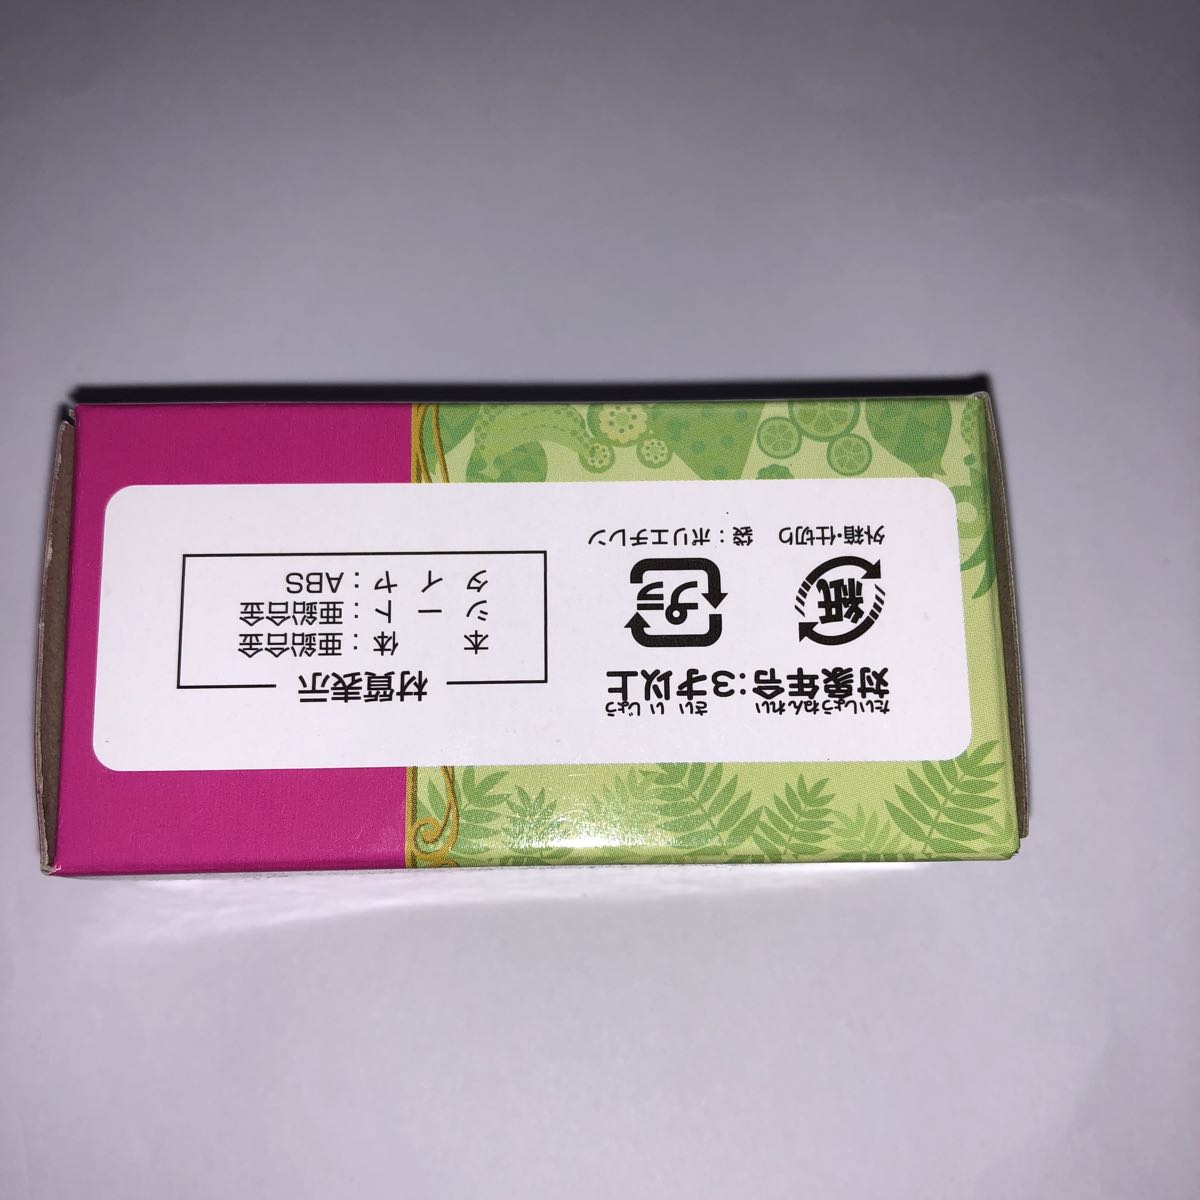 たいしょうねんれい さい いじょう
対象年令:3才以上
紙 プラ
外箱・仕切り 袋：ポリエチレン
材質表示
本体：亜鉛合金
シート：亜鉛合金
タイヤ：ABS